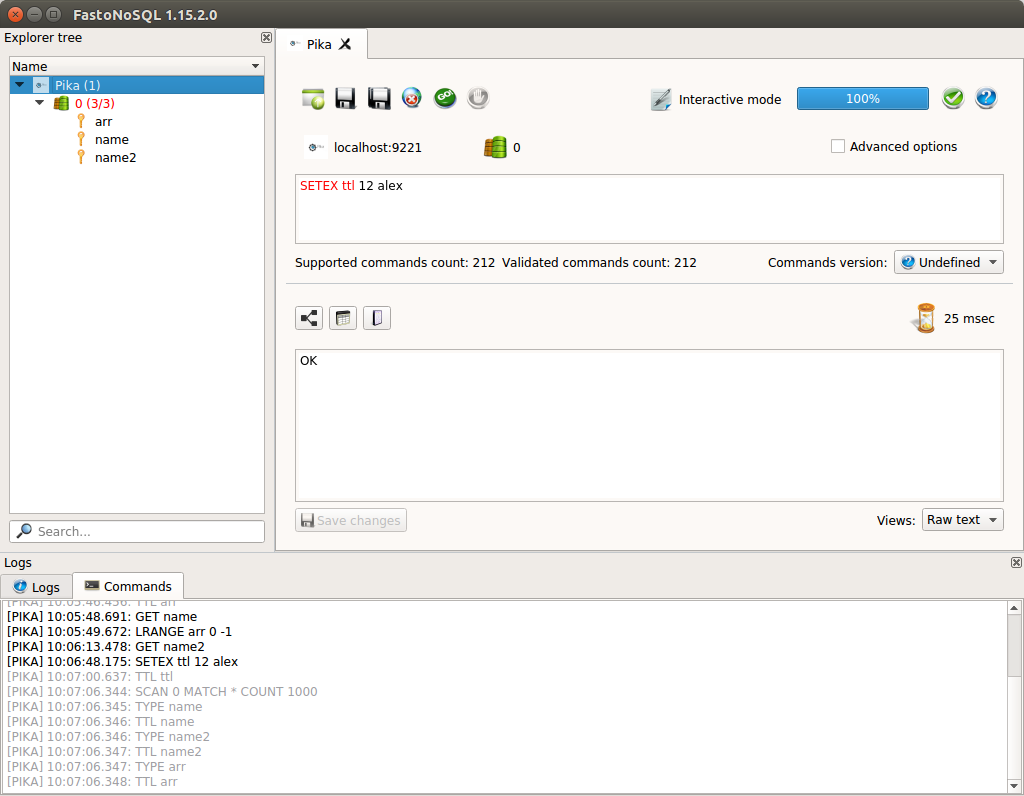 FastoNoSQL 1.15.2.0
Explorer tree
Name
Pika (1)
0 (3/3)
arr
name
name2
Search...
Pika
GO!
Interactive mode
100%
localhost:9221
0
Advanced options
SETEX ttl 12 alex
Supported commands count: 212 Validated commands count: 212
Commands version: Undefined
25 msec
OK
Save changes
Views: Raw text
Logs
Logs
Commands
[PIKA] 10:05:46.456: TTL arr
[PIKA] 10:05:48.691: GET name
[PIKA] 10:05:49.672: LRANGE arr 0 -1
[PIKA] 10:06:13.478: GET name2
[PIKA] 10:06:48.175: SETEX ttl 12 alex
[PIKA] 10:07:00.637: TTL ttl
[PIKA] 10:07:06.344: SCAN 0 MATCH * COUNT 1000
[PIKA] 10:07:06.345: TYPE name
[PIKA] 10:07:06.346: TTL name
[PIKA] 10:07:06.346: TYPE name2
[PIKA] 10:07:06.347: TTL name2
[PIKA] 10:07:06.347: TYPE arr
[PIKA] 10:07:06.348: TTL arr